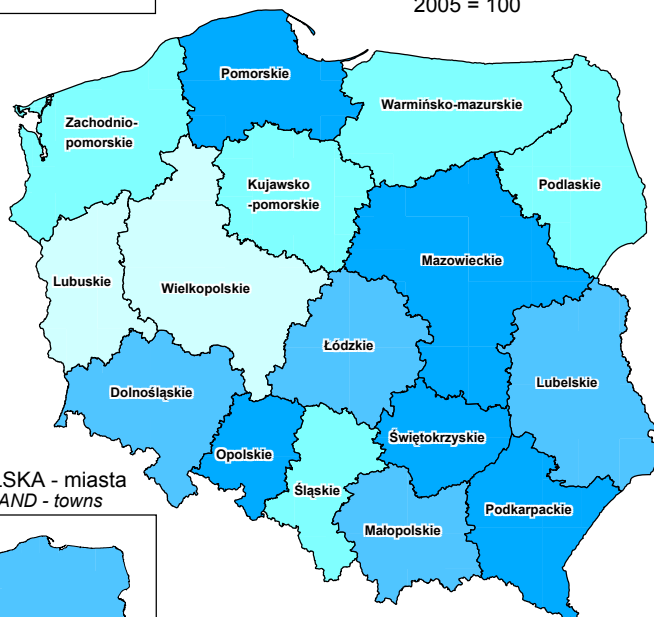 2005 = 100
Pomorskie
Warmińsko-mazurskie
Zachodnio-
pomorskie
Kujawsko
-pomorskie
Podlaskie
Mazowieckie
Lubuskie
Wielkopolskie
Łódzkie
Lubelskie
Dolnośląskie
Świętokrzyskie
Opolskie
Śląskie
Podkarpackie
Małopolskie
LSKA - miasta
AND - towns